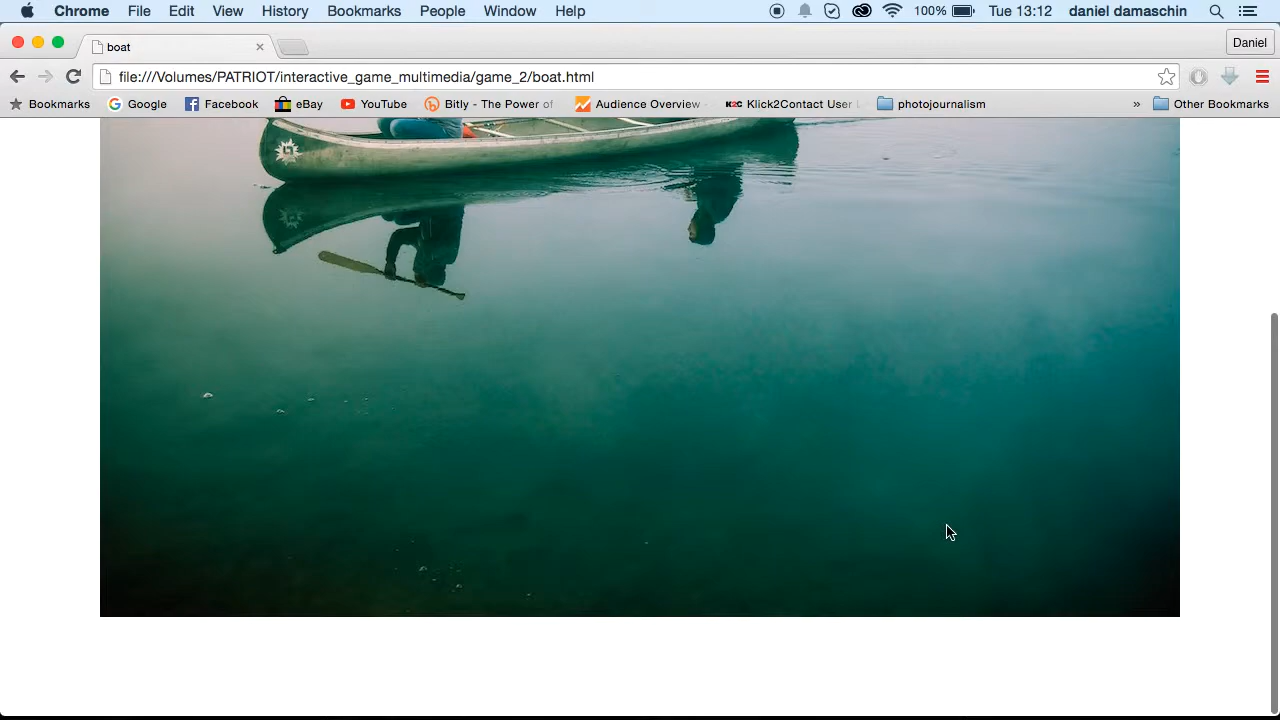 Chrome File Edit View History Bookmarks People Window Help 100% Tue 13:12 daniel damaschin
boat Daniel
file:///Volumes/PATRIOT/interactive_game_multimedia/game_2/boat.html
Bookmarks Google Facebook eBay YouTube Bitly - The Power of Audience Overview - Klick2Contact User L photojournalism » Other Bookmarks